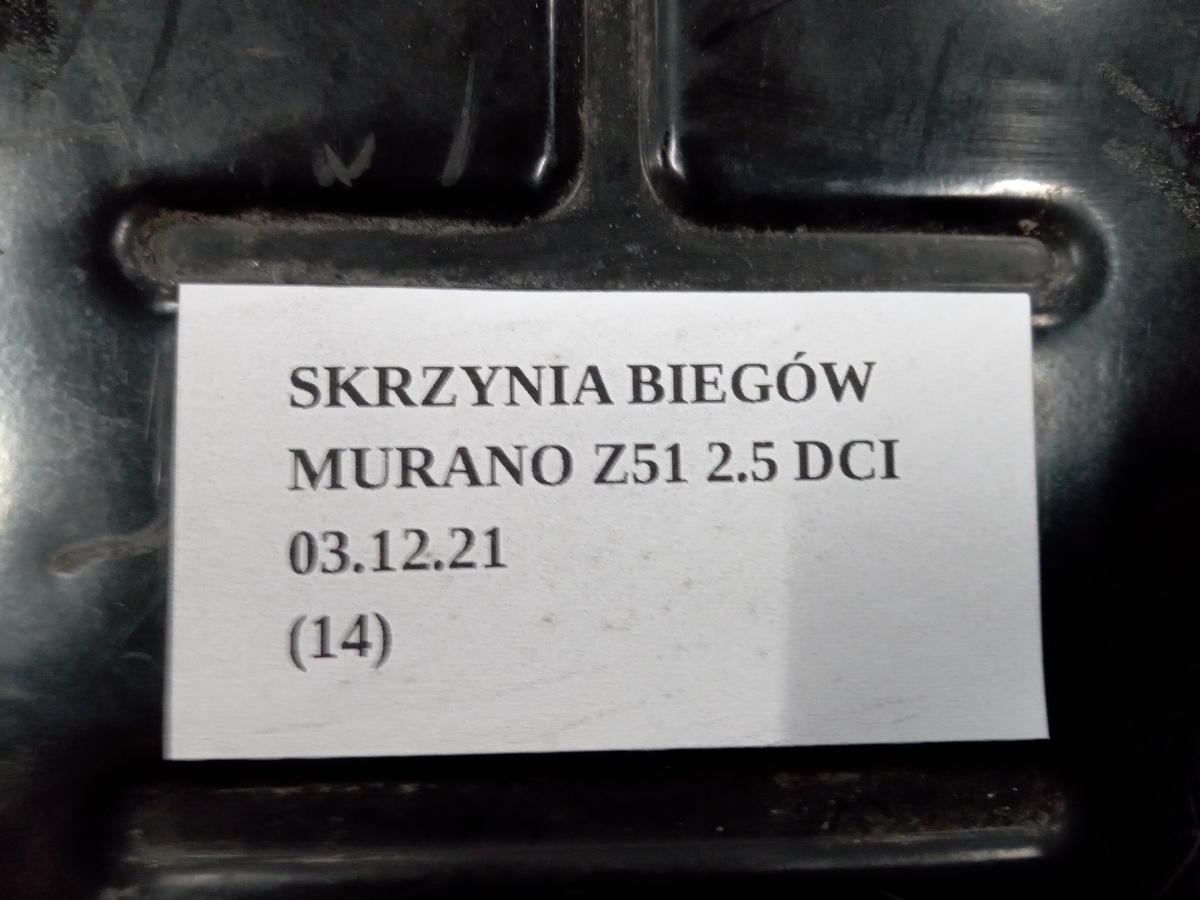 SKRZYNIA BIEGÓW
MURANO Z51 2.5 DCI
03.12.21
(14)